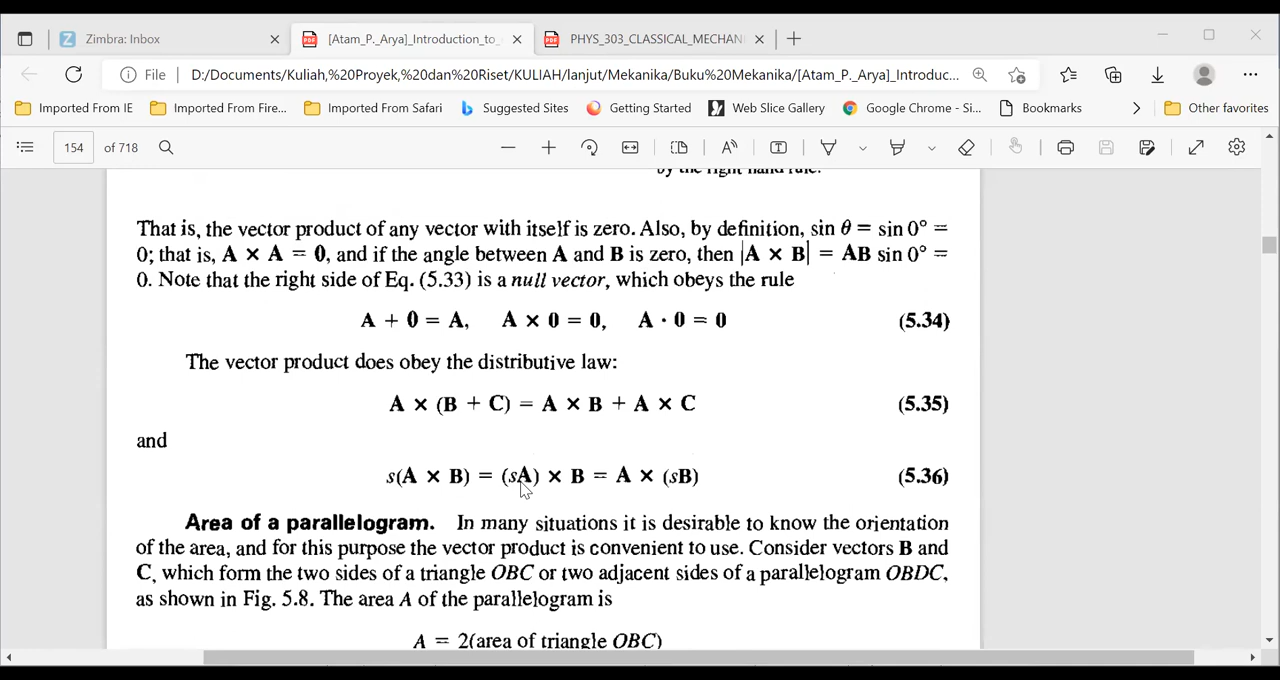 Zimbra: Inbox
[Atam_P._Arya]_Introduction_to_
PHYS_303_CLASSICAL_MECHAN
File
D:/Documents/Kuliah,%20Proyek,%20dan%20Riset/KULIAH/lanjut/Mekanika/Buku%20Mekanika/[Atam_P._Arya]_Introduc...
Imported From IE
Imported From Fire...
Imported From Safari
Suggested Sites
Getting Started
Web Slice Gallery
Google Chrome - Si...
Bookmarks
Other favorites
154 of 718
by the right hand rule.
That is, the vector product of any vector with itself is zero. Also, by definition, sin θ = sin 0° =
0; that is, A × A = 0, and if the angle between A and B is zero, then |A × B| = AB sin 0° =
0. Note that the right side of Eq. (5.33) is a null vector, which obeys the rule
A + 0 = A, A × 0 = 0, A · 0 = 0 (5.34)
The vector product does obey the distributive law:
A × (B + C) = A × B + A × C (5.35)
and
s(A × B) = (sA) × B = A × (sB) (5.36)
Area of a parallelogram. In many situations it is desirable to know the orientation
of the area, and for this purpose the vector product is convenient to use. Consider vectors B and
C, which form the two sides of a triangle OBC or two adjacent sides of a parallelogram OBDC,
as shown in Fig. 5.8. The area A of the parallelogram is
A = 2(area of triangle OBC)